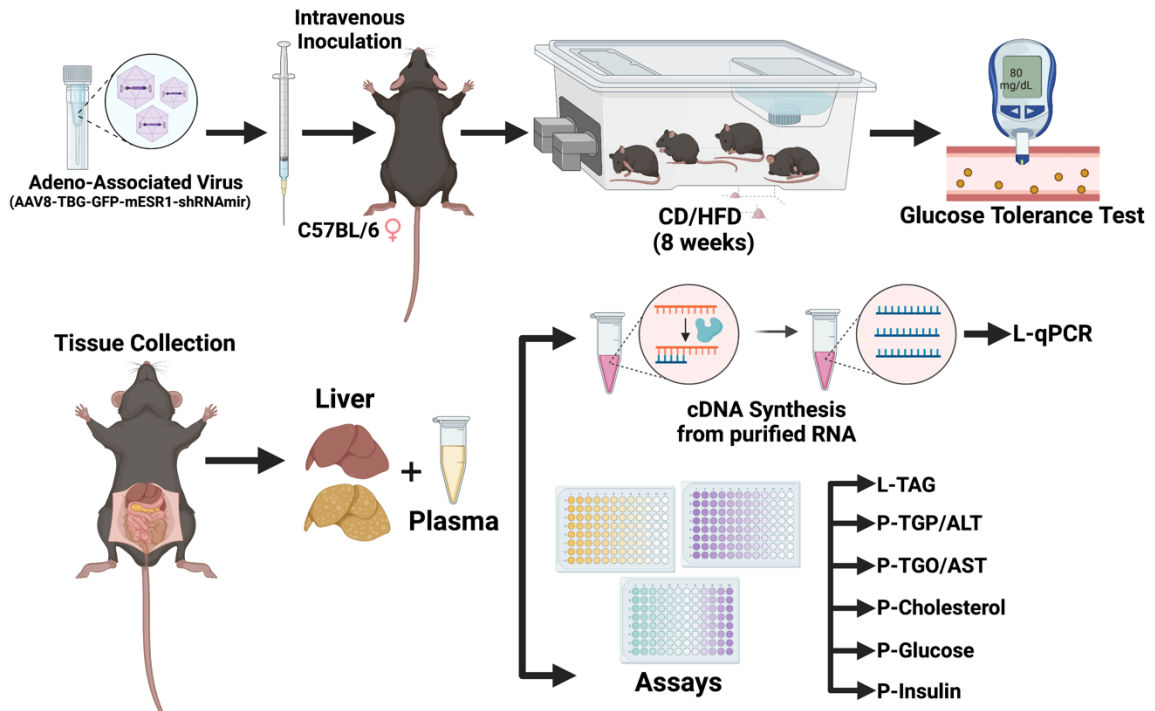 Intravenous
Inoculation
80
mg/dL
Adeno-Associated Virus
(AAV8-TBG-GFP-mESR1-shRNAmir)
C57BL/6 ♀
CD/HFD
(8 weeks)
Glucose Tolerance Test
Tissue Collection
Liver
+
Plasma
cDNA Synthesis
from purified RNA
L-qPCR
Assays
L-TAG
P-TGP/ALT
P-TGO/AST
P-Cholesterol
P-Glucose
P-Insulin